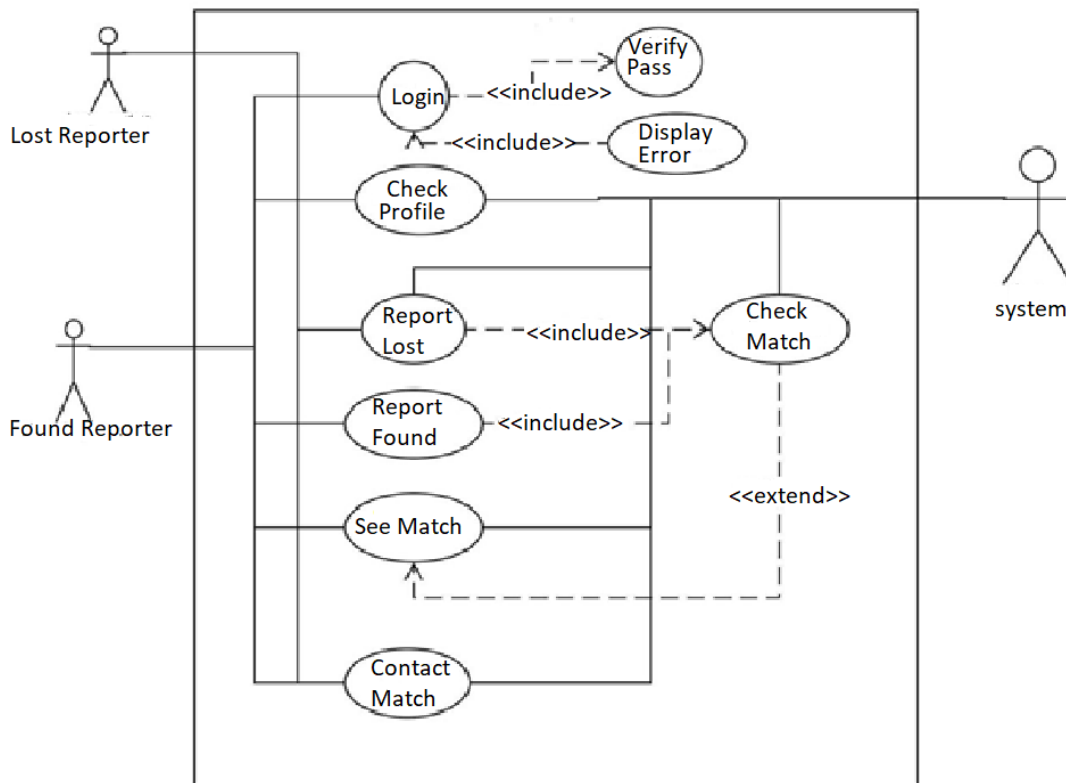 Lost Reporter
Login
<<include>>
Verify
Pass
<<include>>
Display
Error
Check
Profile
system
Report
Lost
<<include>>
Check
Match
Found Reporter
Report
Found
<<include>>
<<extend>>
See Match
Contact
Match